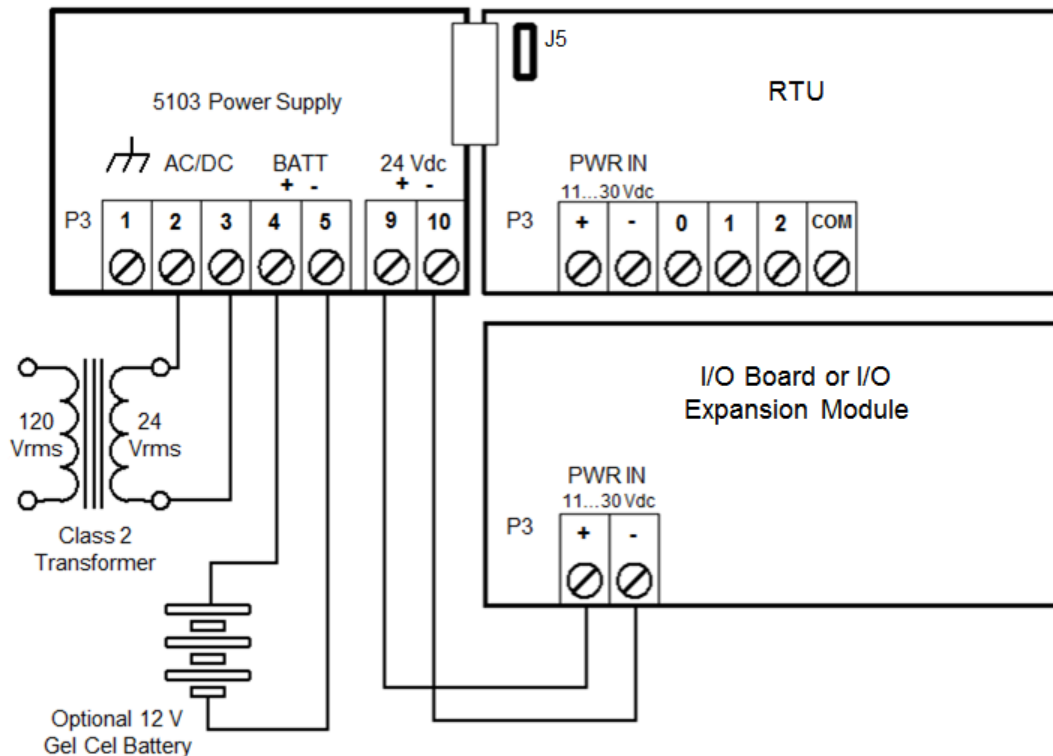 J5
RTU
5103 Power Supply
AC/DC BATT 24 Vdc
+ - + -
P3 1 2 3 4 5 9 10
PWR IN
11...30 Vdc
P3 + - 0 1 2 COM
120 Vrms
24 Vrms
Class 2
Transformer
Optional 12 V
Gel Cel Battery
I/O Board or I/O
Expansion Module
PWR IN
11...30 Vdc
P3 + -